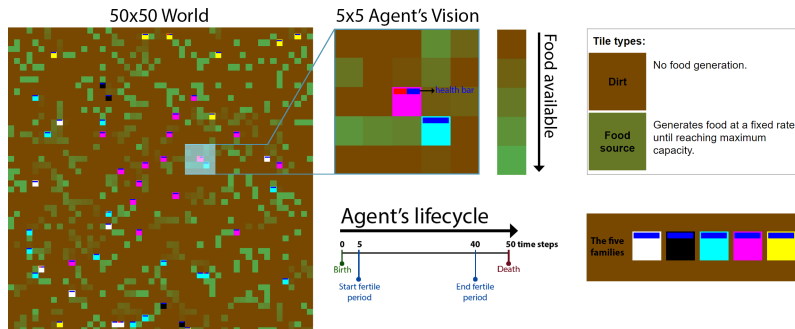 50x50 World
5x5 Agent's Vision
health bar
Food available
Tile types:
Dirt
No food generation.
Food
source
Generates food at a fixed rate
until reaching maximum
capacity.
Agent's lifecycle
0
5
40
50 time steps
Birth
Start fertile
period
End fertile
period
Death
The five
families